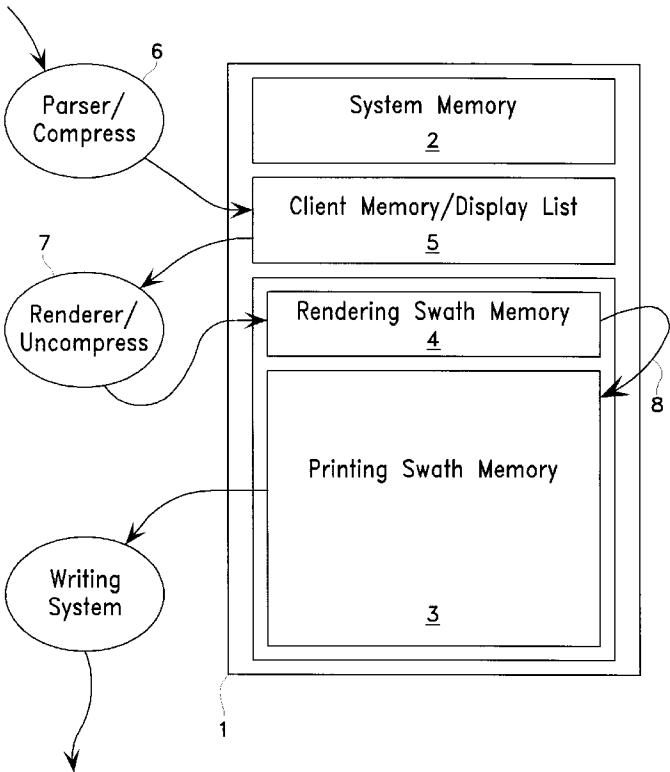 6
Parser/
Compress
System Memory
2
Client Memory/Display List
5
7
Renderer/
Uncompress
Rendering Swath Memory
4
8
Printing Swath Memory
Writing
System
3
1